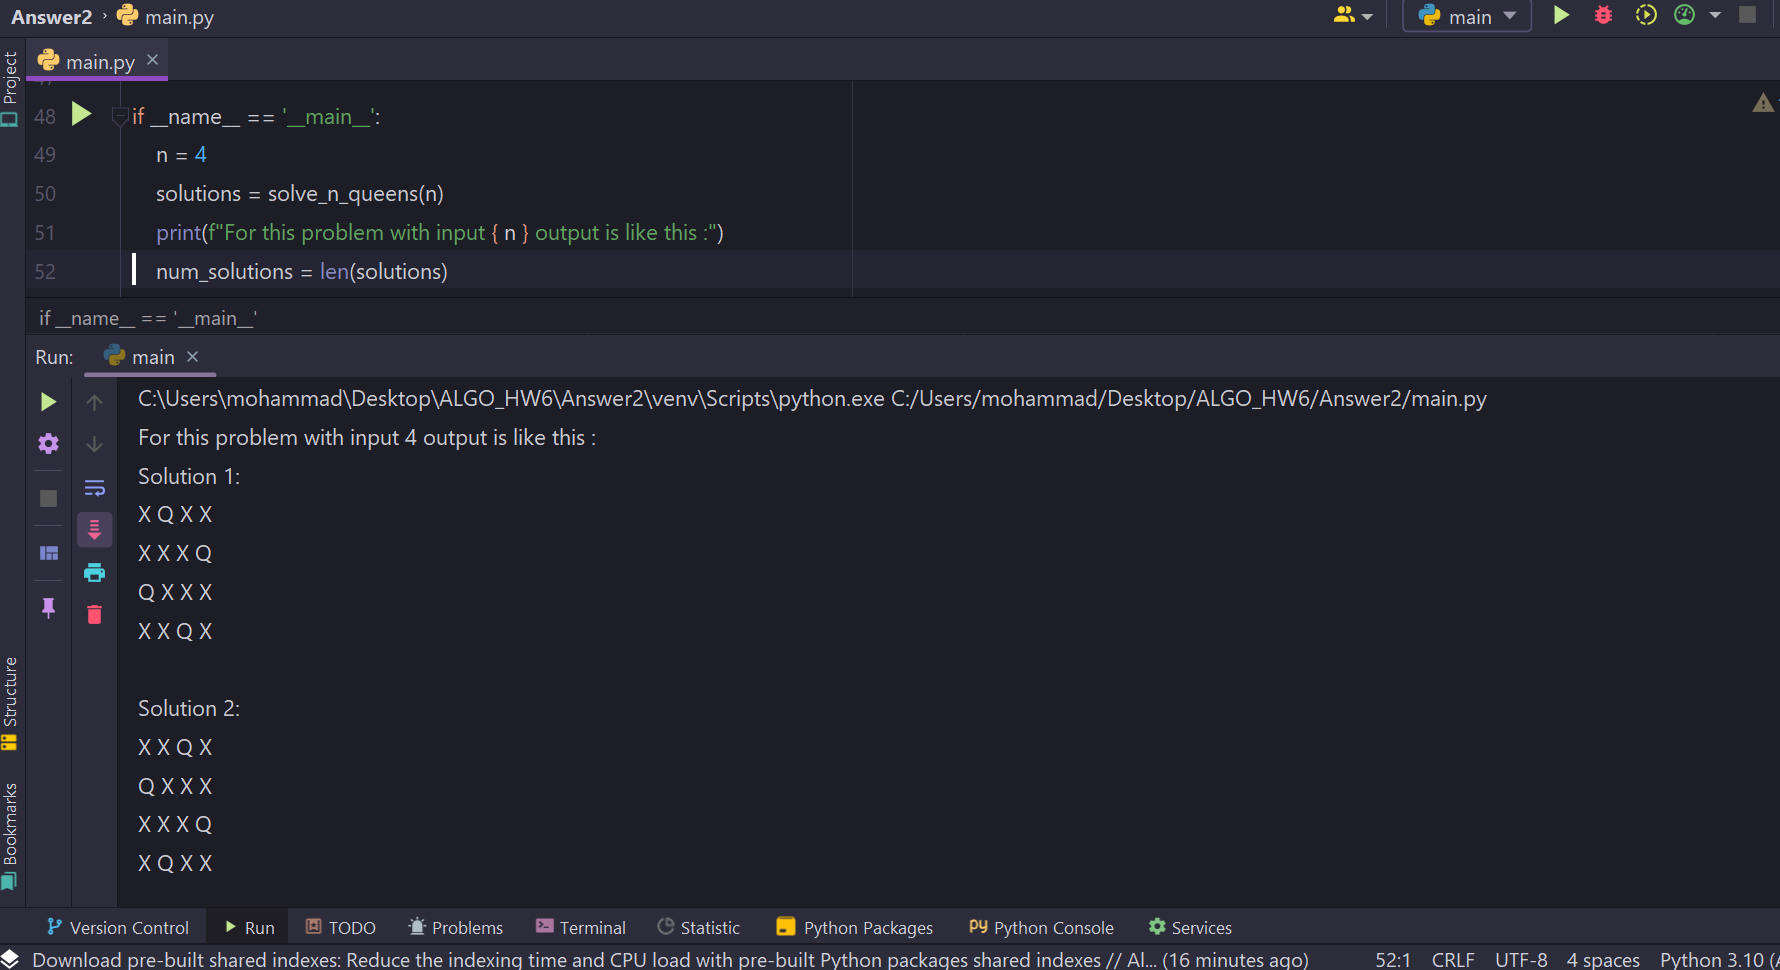 Answer2 › main.py
main
main.py
Project
48 if __name__ == '__main__':
49 n = 4
50 solutions = solve_n_queens(n)
51 print(f"For this problem with input { n } output is like this :")
52 num_solutions = len(solutions)
if __name__ == '__main__'
Run: main
C:\Users\mohammad\Desktop\ALGO_HW6\Answer2\venv\Scripts\python.exe C:/Users/mohammad/Desktop/ALGO_HW6/Answer2/main.py
For this problem with input 4 output is like this :
Solution 1:
X Q X X
X X X Q
Q X X X
X X Q X
Solution 2:
X X Q X
Q X X X
X X X Q
X Q X X
Structure
Bookmarks
Version Control Run TODO Problems Terminal Statistic Python Packages Python Console Services
Download pre-built shared indexes: Reduce the indexing time and CPU load with pre-built Python packages shared indexes // Al... (16 minutes ago) 52:1 CRLF UTF-8 4 spaces Python 3.10